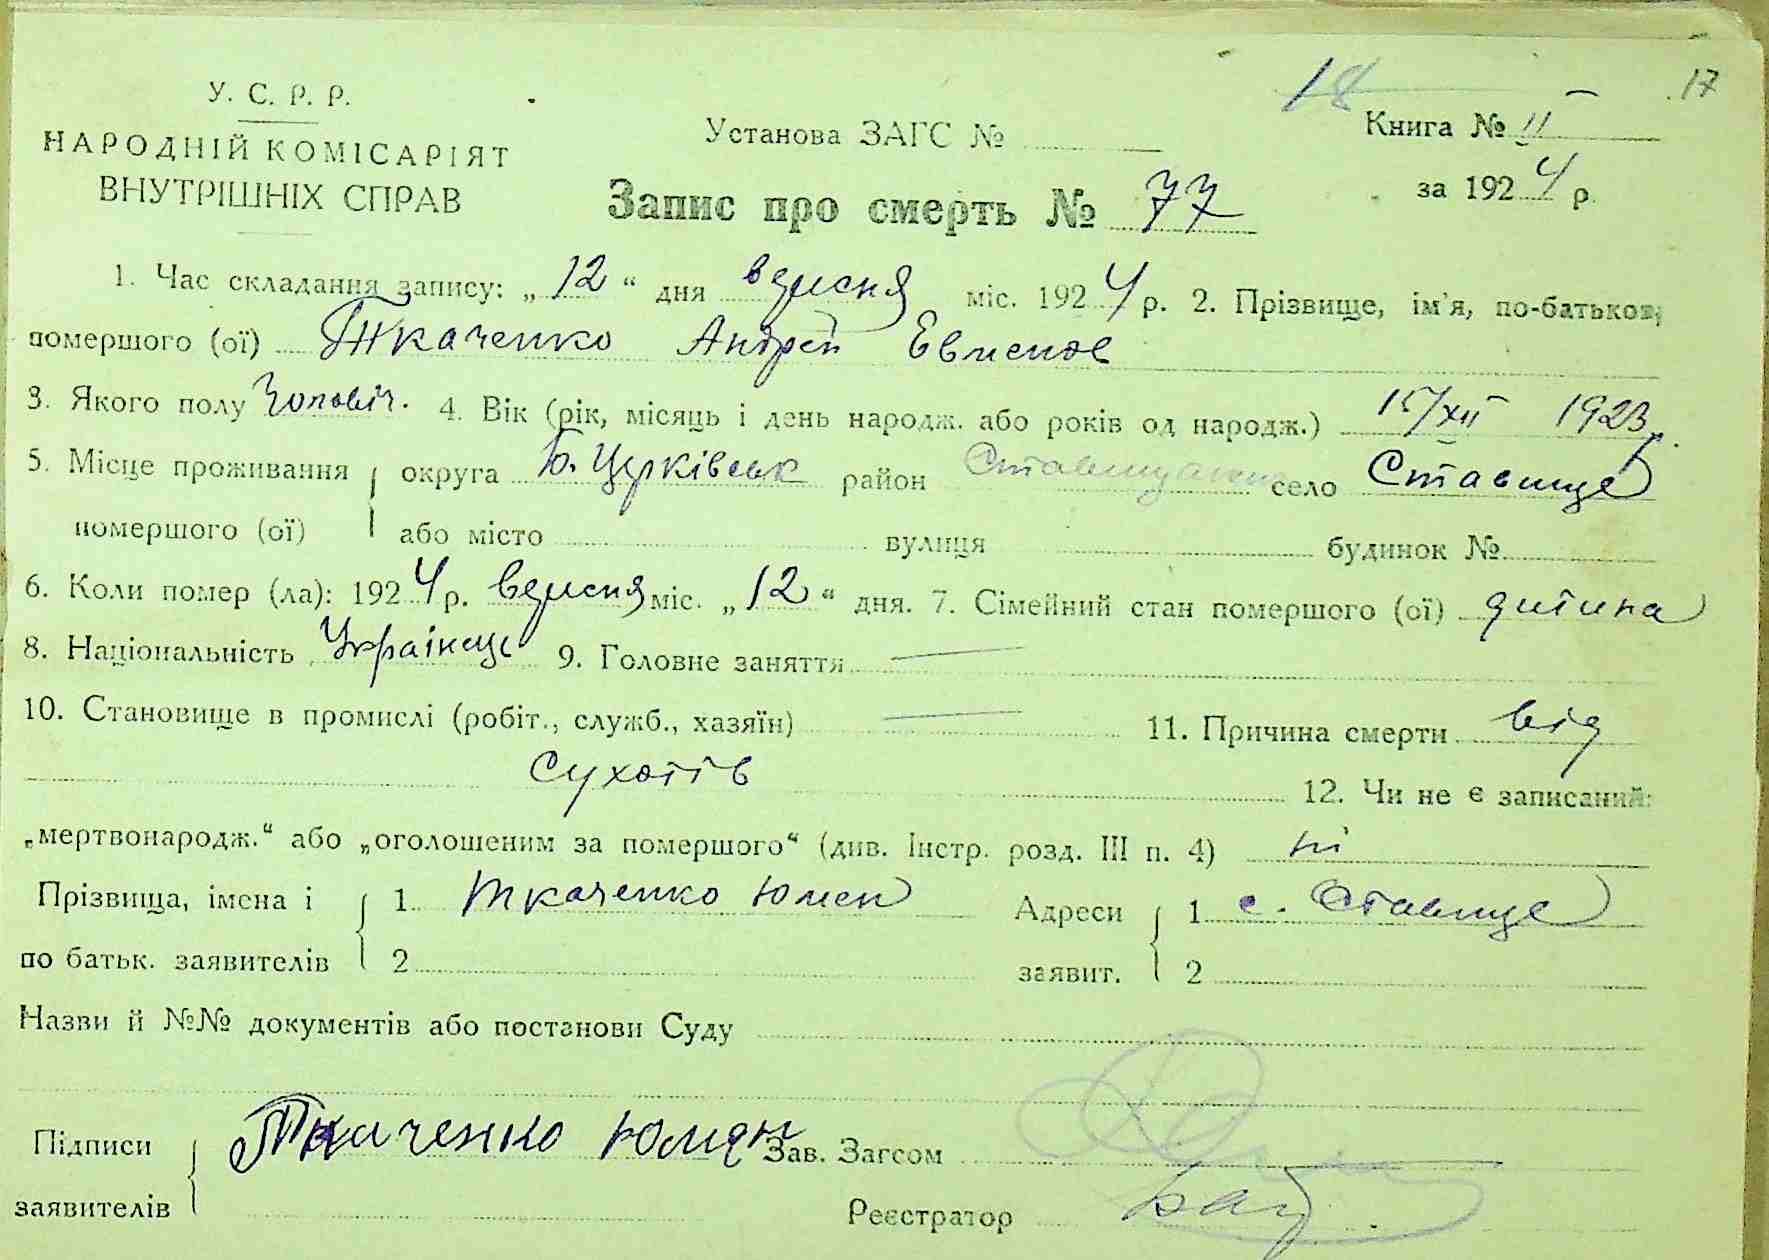 18
17
У. С. Р. Р.
НАРОДНІЙ КОМІСАРІЯТ
ВНУТРІШНІХ СПРАВ
Установа ЗАГС №
Книга № II
за 1924 р.
Запис про смерть № 77
1. Час складання запису: „12“ дня вересня міс. 1924 р. 2. Прізвище, ім'я, по-батькові
помершого (ої) Ткаченко Андрей Евменов
3. Якого полу Чоловіч. 4. Вік (рік, місяць і день народж. або років од народж.) 15/XII 1923 р.
5. Місце проживання округа Б. Церківськ район село Ставище
помершого (ої) або місто вулиця будинок №
6. Коли помер (ла): 1924 р. вересня міс. „12“ дня. 7. Сімейний стан помершого (ої) дитина
8. Національність Українець 9. Головне заняття —
10. Становище в промислі (робіт., служб., хазяїн) — 11. Причина смерти від
сухотів
12. Чи не є записаний:
„мертвонародж.“ або „оголошеним за помершого“ (див. Інстр. розд. III п. 4) ні
Прізвища, імена і 1 Ткаченко Юмен Адреси 1 с. Ставище
по батьк. заявителів 2 заявит. 2
Назви й №№ документів або постанови Суду
Підписи Ткаченко Юмен Зав. Загсом
заявителів Реєстратор